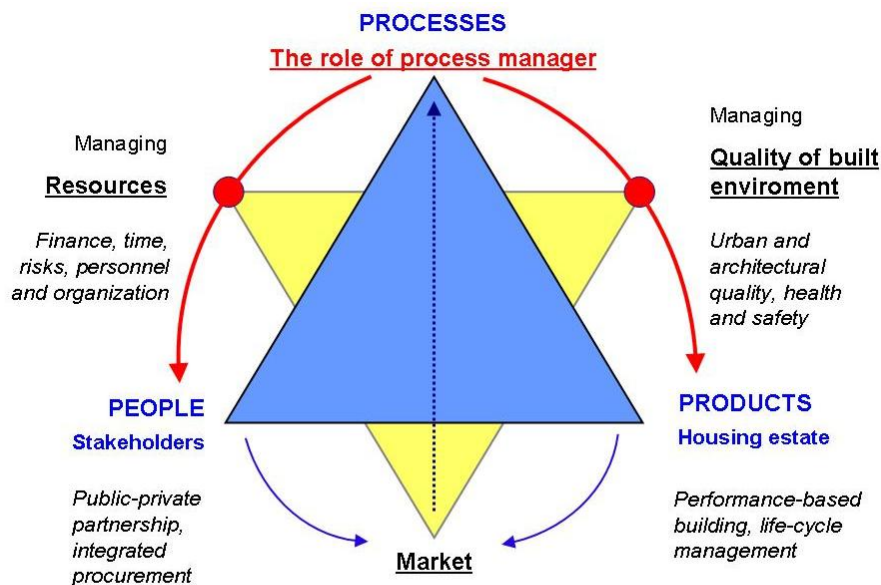 PROCESSES
The role of process manager
Managing
Resources
Finance, time,
risks, personnel
and organization
Managing
Quality of built
enviroment
Urban and
architectural
quality, health
and safety
PEOPLE
Stakeholders
Public-private
partnership,
integrated
procurement
PRODUCTS
Housing estate
Performance-based
building, life-cycle
management
Market